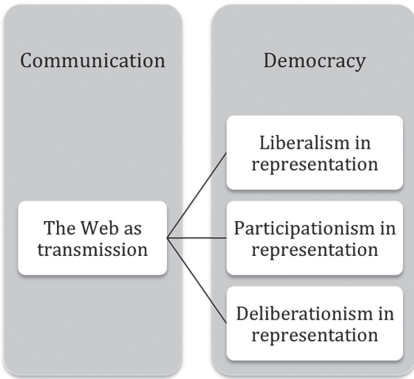 Communication
Democracy
Liberalism in
representation
The Web as
transmission
Participationism in
representation
Deliberationism in
representation